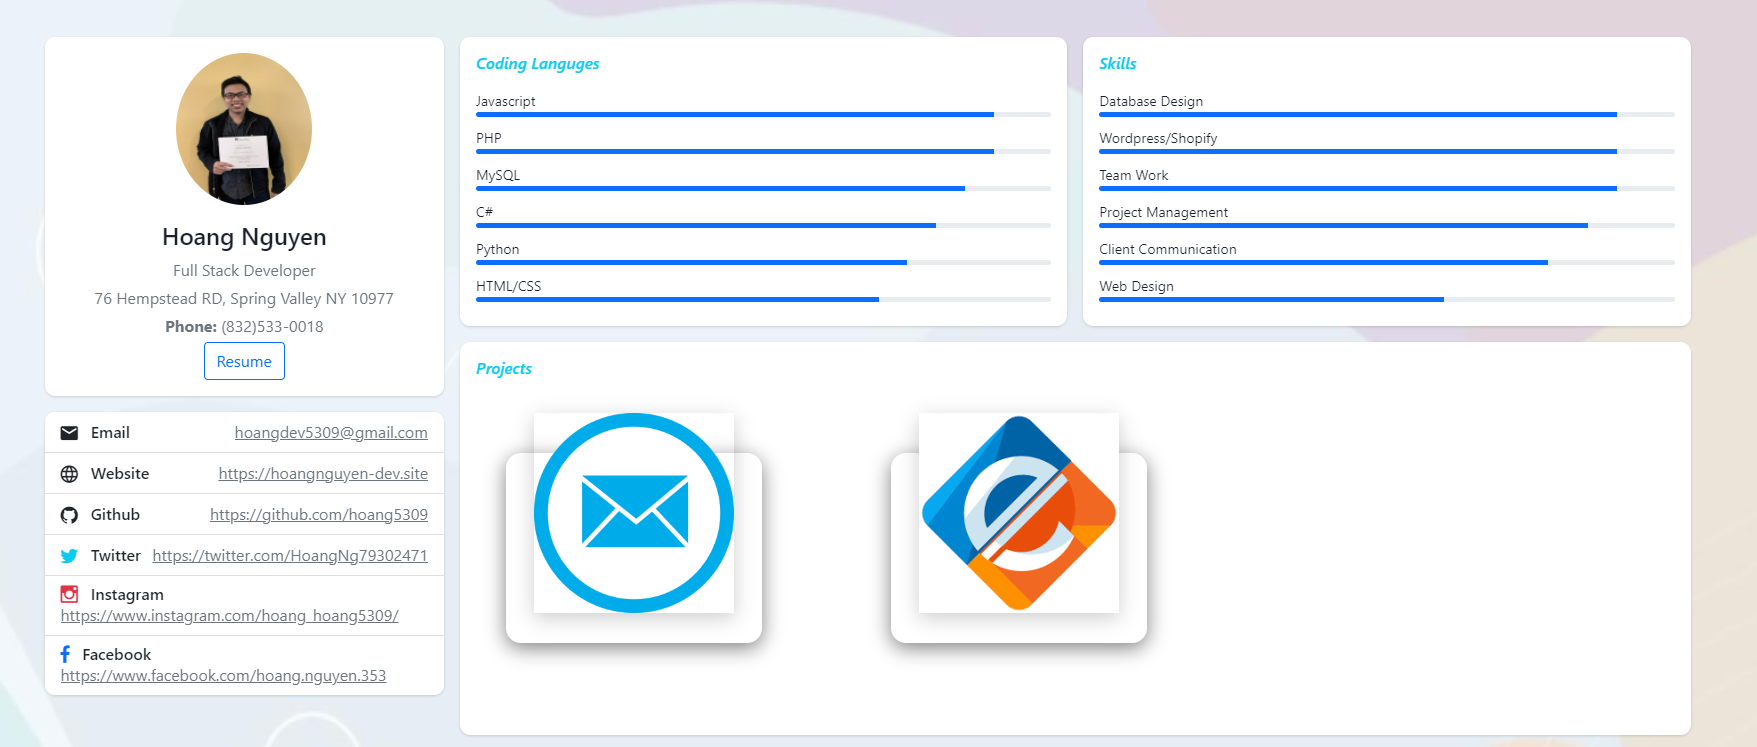 Hoang Nguyen
Full Stack Developer
76 Hempstead RD, Spring Valley NY 10977
Phone: (832)533-0018
Resume
Email hoangdev5309@gmail.com
Website https://hoangnguyen-dev.site
Github https://github.com/hoang5309
Twitter https://twitter.com/HoangNg79302471
Instagram
https://www.instagram.com/hoang_hoang5309/
Facebook
https://www.facebook.com/hoang.nguyen.353
Coding Languges
Javascript
PHP
MySQL
C#
Python
HTML/CSS
Skills
Database Design
Wordpress/Shopify
Team Work
Project Management
Client Communication
Web Design
Projects